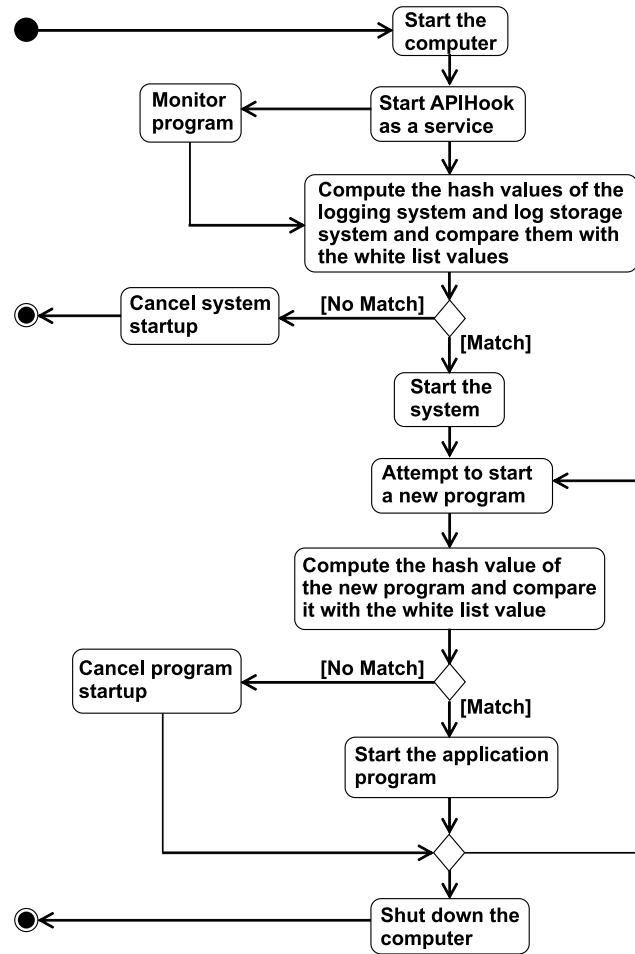 Start the
computer
Monitor
program
Start APIHook
as a service
Compute the hash values of the
logging system and log storage
system and compare them with
the white list values
Cancel system
startup
[No Match]
[Match]
Start the
system
Attempt to start
a new program
Compute the hash value of
the new program and compare
it with the white list value
Cancel program
startup
[No Match]
[Match]
Start the application
program
Shut down the
computer